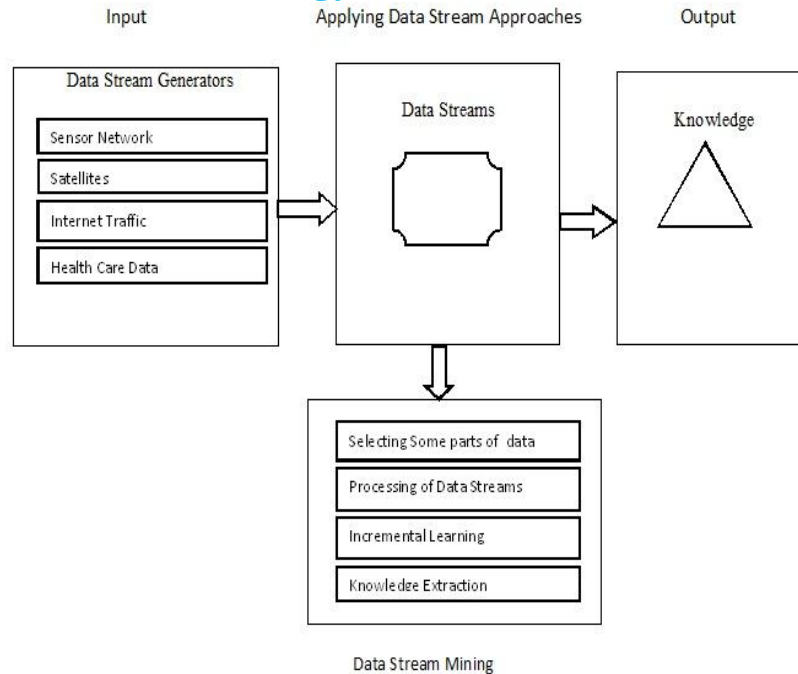 Input
Applying Data Stream Approaches
Output
Data Stream Generators
Sensor Network
Satellites
Internet Traffic
Health Care Data
Data Streams
Knowledge
Selecting Some parts of data
Processing of Data Streams
Incremental Learning
Knowledge Extraction
Data Stream Mining